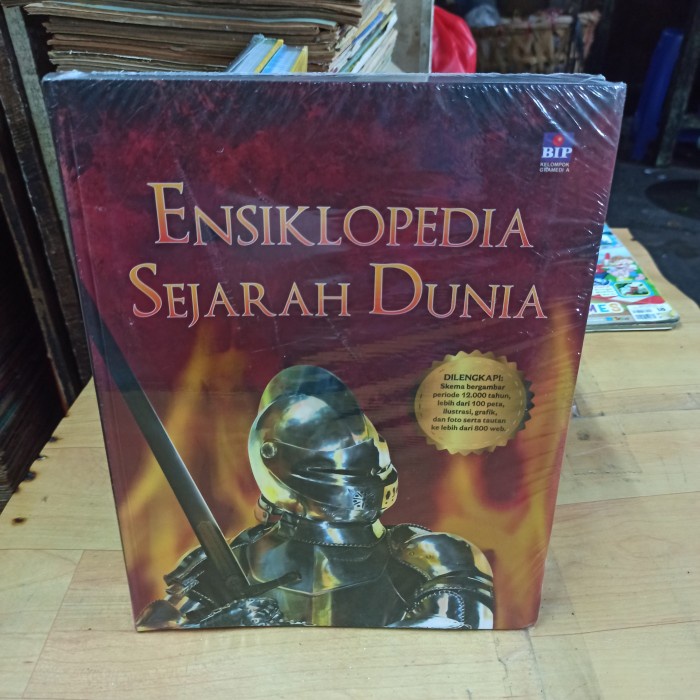 BIP
KELOMPOK
GRAMEDIA
ENSIKLOPEDIA
SEJARAH DUNIA
DILENGKAPI:
Skema bergambar
periode 12.000 tahun,
lebih dari 100 peta,
ilustrasi, grafik,
dan foto serta tautan
ke lebih dari 800 web.